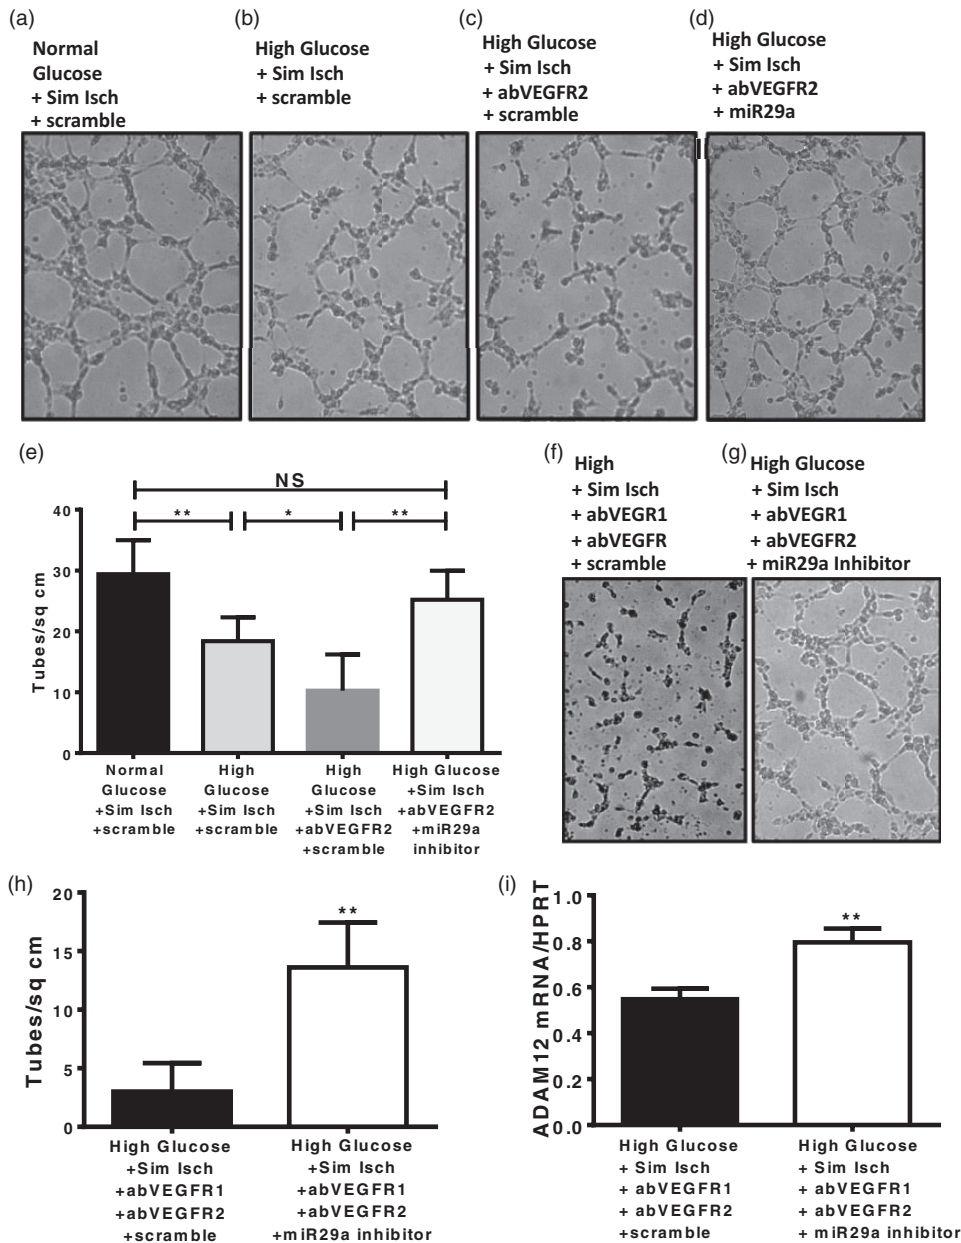 (a)
Normal
Glucose
+ Sim Isch
+ scramble
(b)
High Glucose
+ Sim Isch
+ scramble
(c)
High Glucose
+ Sim Isch
+ abVEGFR2
+ scramble
(d)
High Glucose
+ Sim Isch
+ abVEGFR2
+ miR29a
(e)
NS
** * **
Tubes/sq cm
40
30
20
10
0
Normal
Glucose
+Sim Isch
+scramble
High
Glucose
+Sim Isch
+scramble
High
Glucose
+Sim Isch
+abVEGFR2
+scramble
High Glucose
+Sim Isch
+abVEGFR2
+miR29a
inhibitor
(f)
High
+ Sim Isch
+ abVEGR1
+ abVEGFR
+ scramble
(g)
High Glucose
+ Sim Isch
+ abVEGR1
+ abVEGFR2
+ miR29a Inhibitor
(h)
Tubes/sq cm
20
15
10
5
0
**
High Glucose
+Sim Isch
+abVEGFR1
+abVEGFR2
+scramble
High Glucose
+Sim Isch
+abVEGFR1
+abVEGFR2
+miR29a inhibitor
(i)
ADAM12 mRNA/HPRT
1.0
0.8
0.6
0.4
0.2
0.0
**
High Glucose
+ Sim Isch
+ abVEGFR1
+ abVEGFR2
+scramble
High Glucose
+ Sim Isch
+ abVEGFR1
+ abVEGFR2
+ miR29a inhibitor